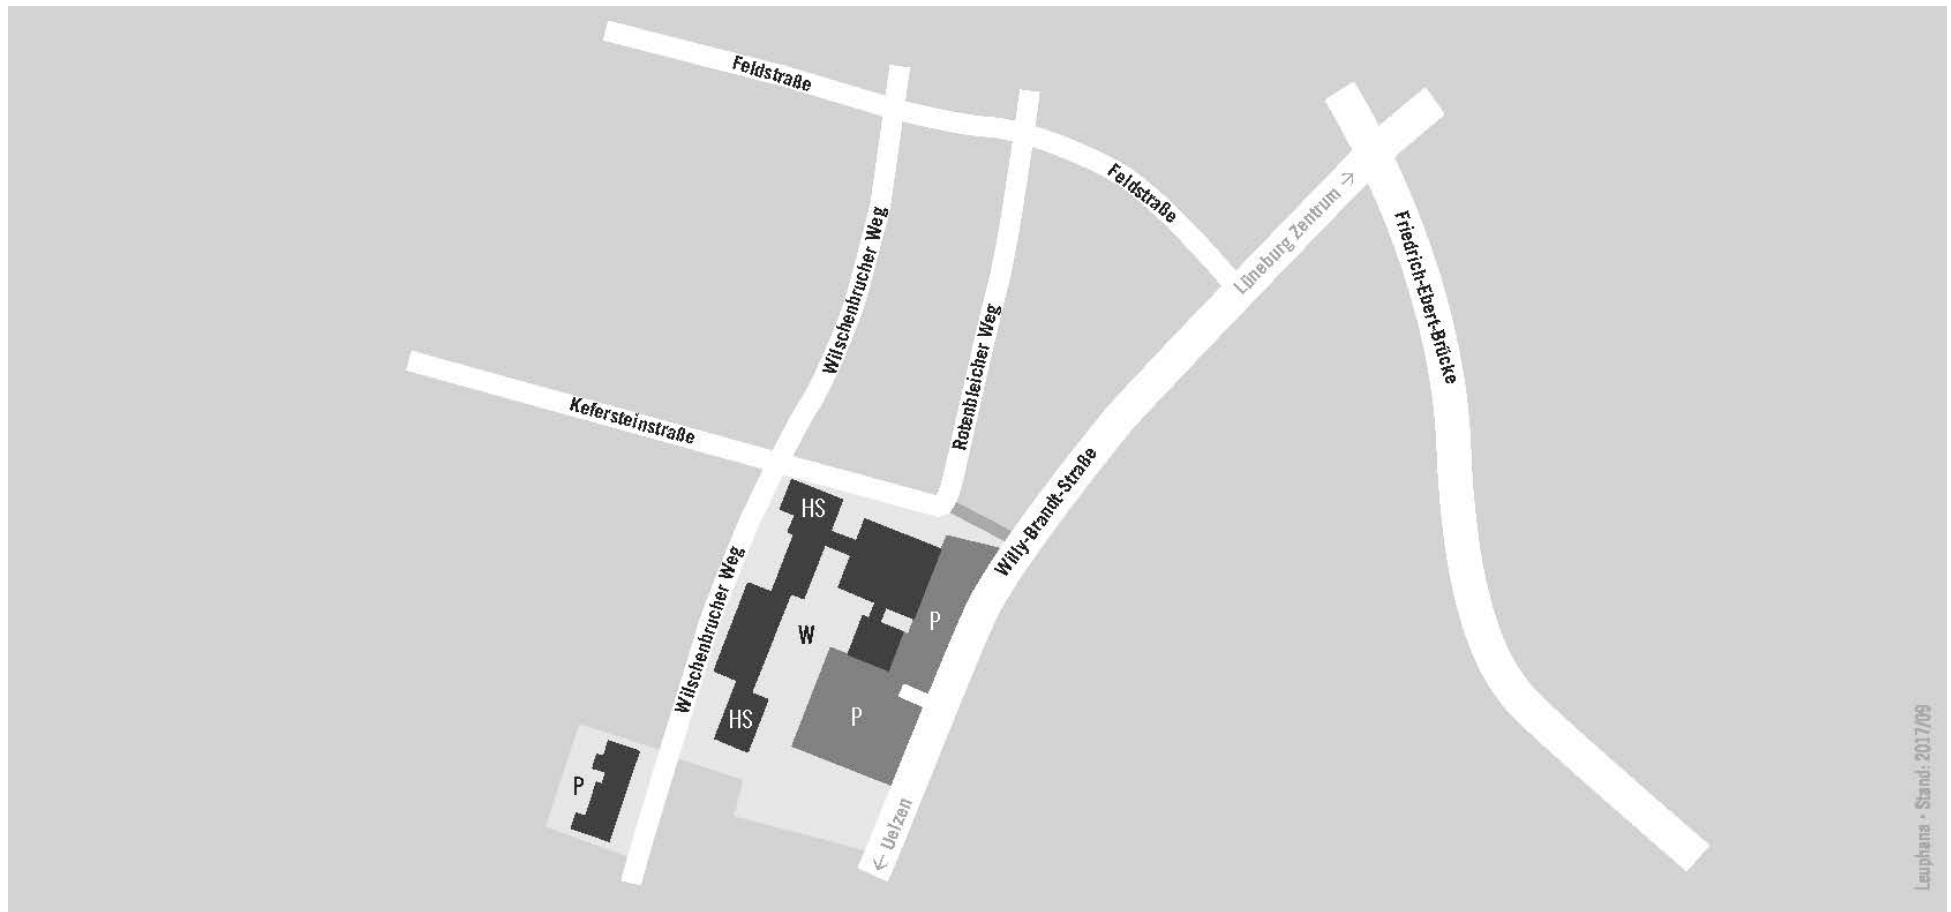 Feldstraße
Feldstraße
Lüneburg Zentrum →
Wilschenbrucher Weg
Friedrich-Ebert-Brücke
Rotenbleicher Weg
Kefersteinstraße
Willy-Brandt-Straße
HS
Wilschenbrucher Weg
P
W
HS
P
P
← Uelzen
Leuphana • Stand: 2017/09